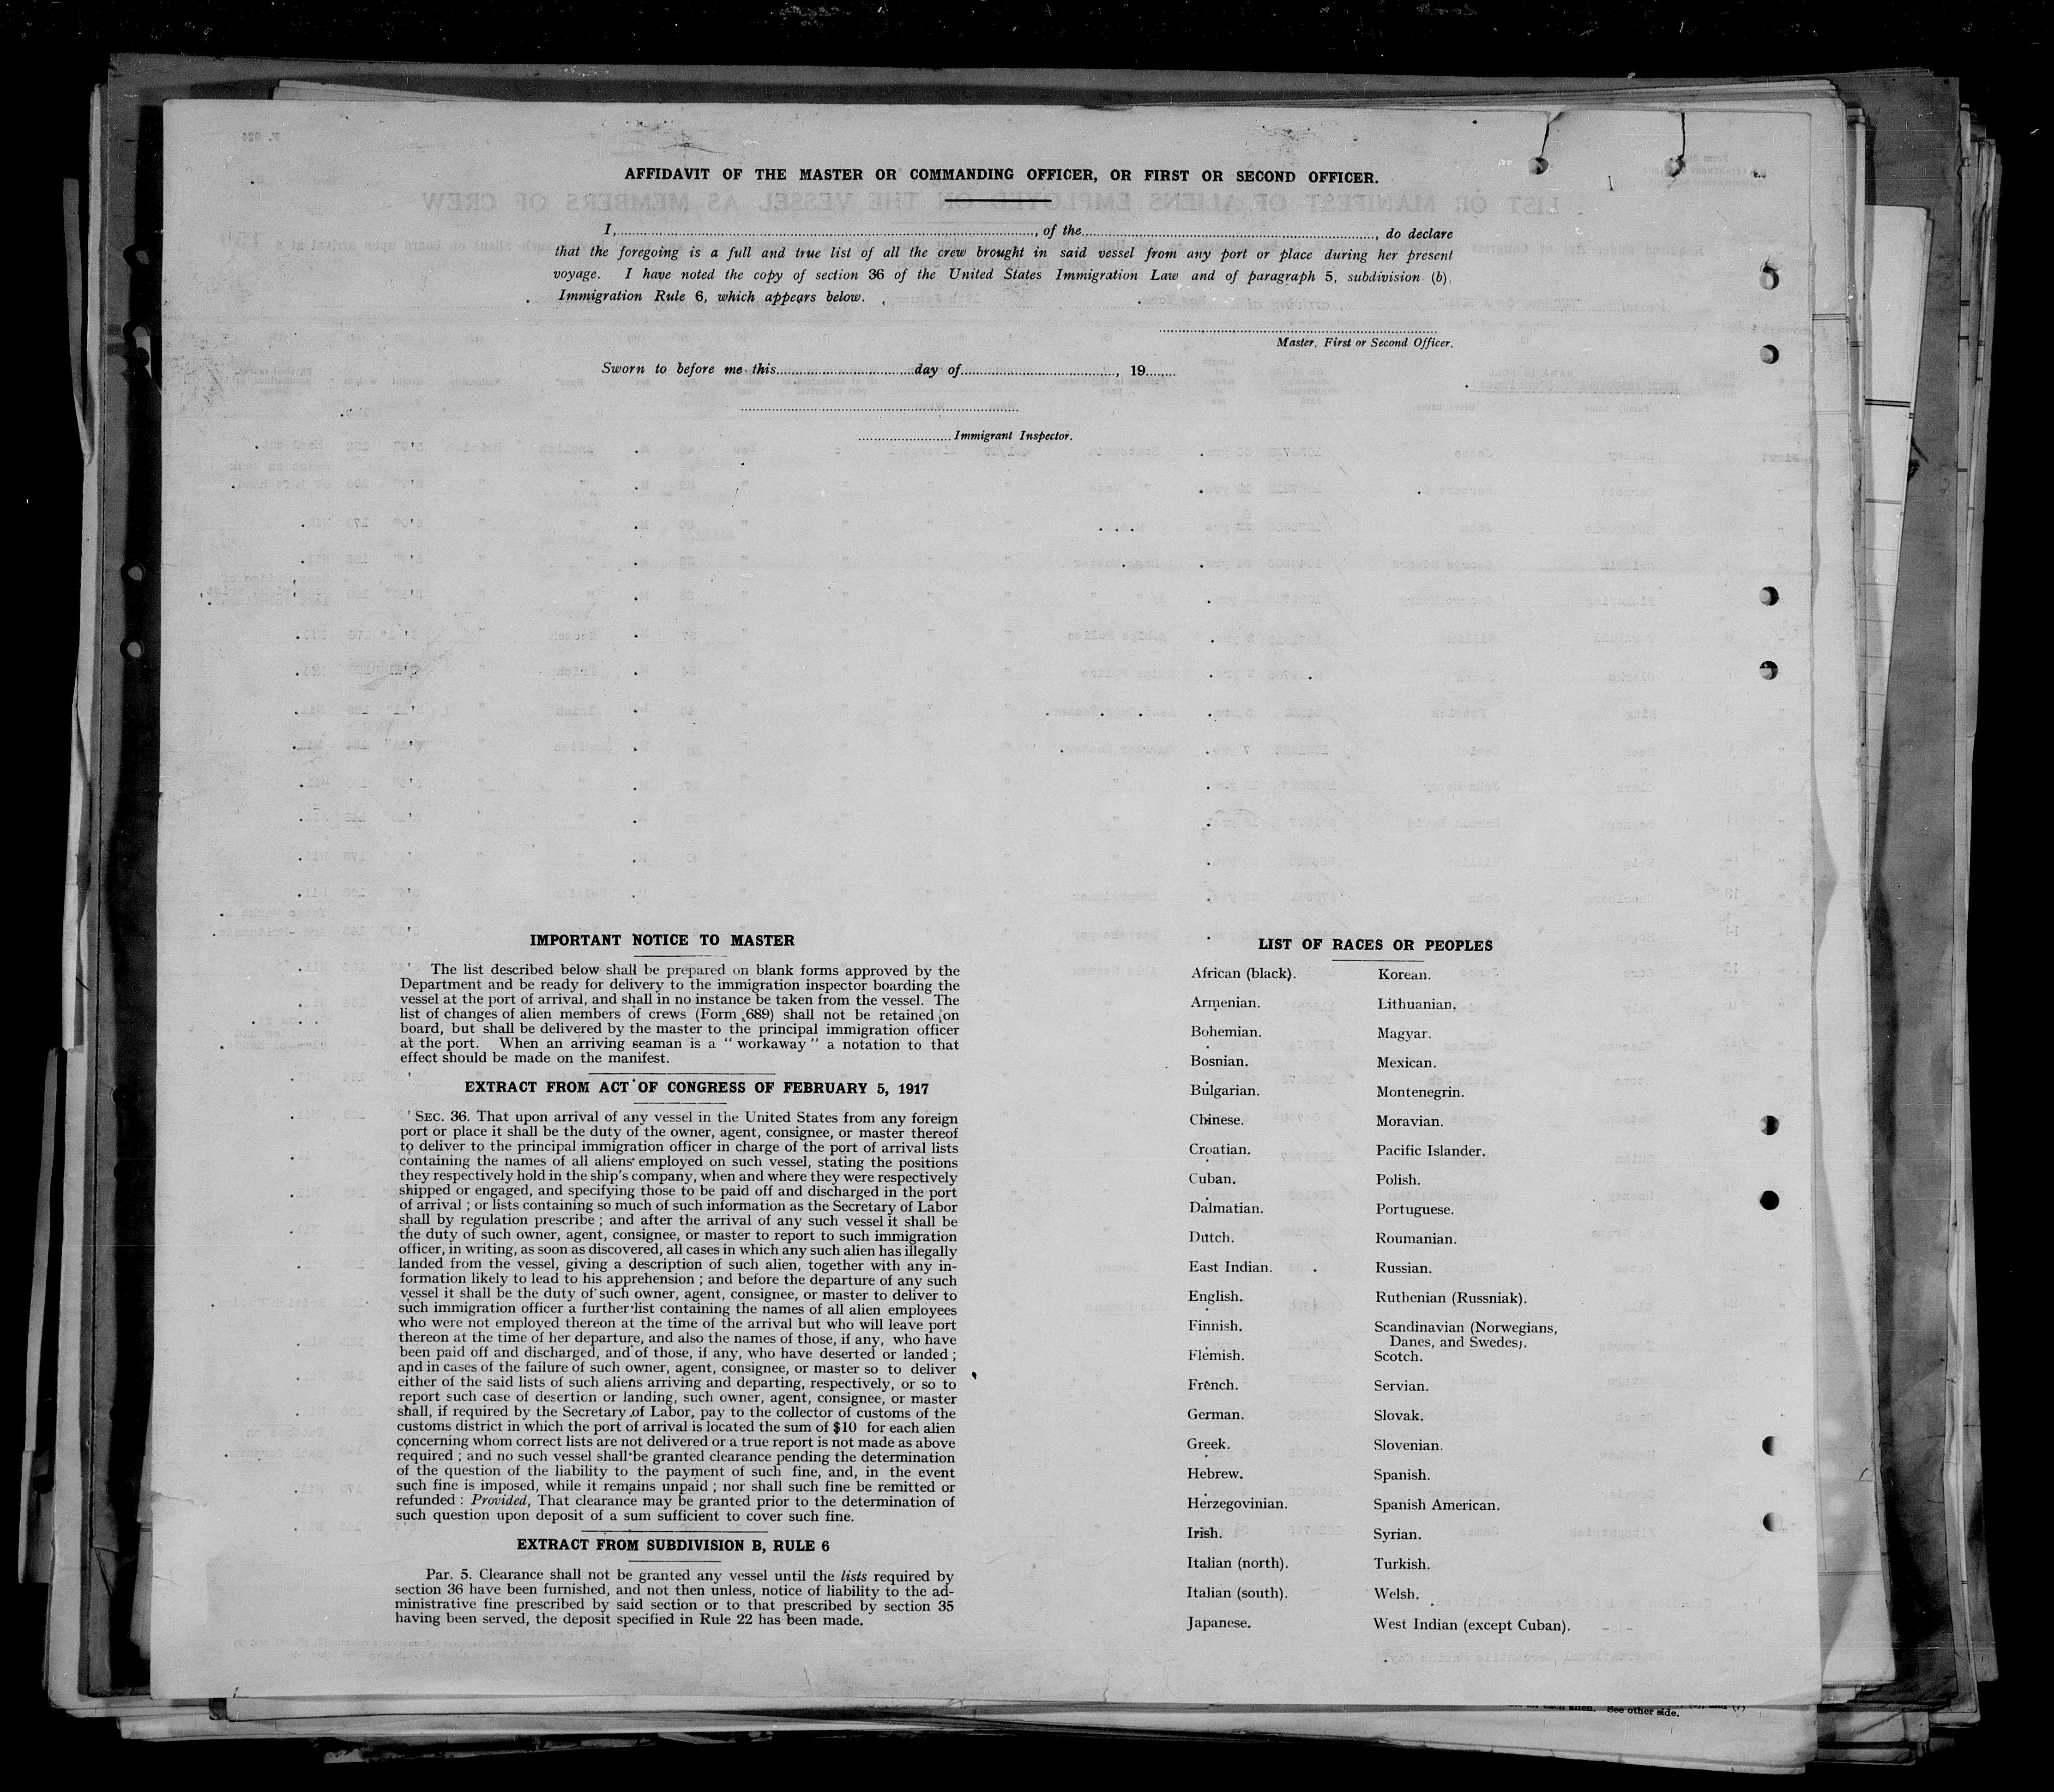 AFFIDAVIT OF THE MASTER OR COMMANDING OFFICER, OR FIRST OR SECOND OFFICER.
I, , of the , do declare
that the foregoing is a full and true list of all the crew brought in said vessel from any port or place during her present
voyage. I have noted the copy of section 36 of the United States Immigration Law and of paragraph 5, subdivision (b)
Immigration Rule 6, which appears below.
Master, First or Second Officer.
Sworn to before me this day of , 19
Immigrant Inspector.
IMPORTANT NOTICE TO MASTER
The list described below shall be prepared on blank forms approved by the
Department and be ready for delivery to the immigration inspector boarding the
vessel at the port of arrival, and shall in no instance be taken from the vessel. The
list of changes of alien members of crews (Form 689) shall not be retained on
board, but shall be delivered by the master to the principal immigration officer
at the port. When an arriving seaman is a " workaway " a notation to that
effect should be made on the manifest.
EXTRACT FROM ACT OF CONGRESS OF FEBRUARY 5, 1917
SEC. 36. That upon arrival of any vessel in the United States from any foreign
port or place it shall be the duty of the owner, agent, consignee, or master thereof
to deliver to the principal immigration officer in charge of the port of arrival lists
containing the names of all aliens employed on such vessel, stating the positions
they respectively hold in the ship's company, when and where they were respectively
shipped or engaged, and specifying those to be paid off and discharged in the port
of arrival ; or lists containing so much of such information as the Secretary of Labor
shall by regulation prescribe ; and after the arrival of any such vessel it shall be
the duty of such owner, agent, consignee, or master to report to such immigration
officer, in writing, as soon as discovered, all cases in which any such alien has illegally
landed from the vessel, giving a description of such alien, together with any in-
formation likely to lead to his apprehension ; and before the departure of any such
vessel it shall be the duty of such owner, agent, consignee, or master to deliver to
such immigration officer a further list containing the names of all alien employees
who were not employed thereon at the time of the arrival but who will leave port
thereon at the time of her departure, and also the names of those, if any, who have
been paid off and discharged, and of those, if any, who have deserted or landed ;
and in cases of the failure of such owner, agent, consignee, or master so to deliver
either of the said lists of such aliens arriving and departing, respectively, or so to
report such case of desertion or landing, such owner, agent, consignee, or master
shall, if required by the Secretary of Labor, pay to the collector of customs of the
customs district in which the port of arrival is located the sum of $10 for each alien
concerning whom correct lists are not delivered or a true report is not made as above
required ; and no such vessel shall be granted clearance pending the determination
of the question of the liability to the payment of such fine, and, in the event
such fine is imposed, while it remains unpaid ; nor shall such fine be remitted or
refunded : Provided, That clearance may be granted prior to the determination of
such question upon deposit of a sum sufficient to cover such fine.
EXTRACT FROM SUBDIVISION B, RULE 6
Par. 5. Clearance shall not be granted any vessel until the lists required by
section 36 have been furnished, and not then unless, notice of liability to the ad-
ministrative fine prescribed by said section or to that prescribed by section 35
having been served, the deposit specified in Rule 22 has been made.
LIST OF RACES OR PEOPLES
African (black).
Armenian.
Bohemian.
Bosnian.
Bulgarian.
Chinese.
Croatian.
Cuban.
Dalmatian.
Dutch.
East Indian.
English.
Finnish.
Flemish.
French.
German.
Greek.
Hebrew.
Herzegovinian.
Irish.
Italian (north).
Italian (south).
Japanese.
Korean.
Lithuanian.
Magyar.
Mexican.
Montenegrin.
Moravian.
Pacific Islander.
Polish.
Portuguese.
Roumanian.
Russian.
Ruthenian (Russniak).
Scandinavian (Norwegians,
Danes, and Swedes).
Scotch.
Servian.
Slovak.
Slovenian.
Spanish.
Spanish American.
Syrian.
Turkish.
Welsh.
West Indian (except Cuban).
See other side.